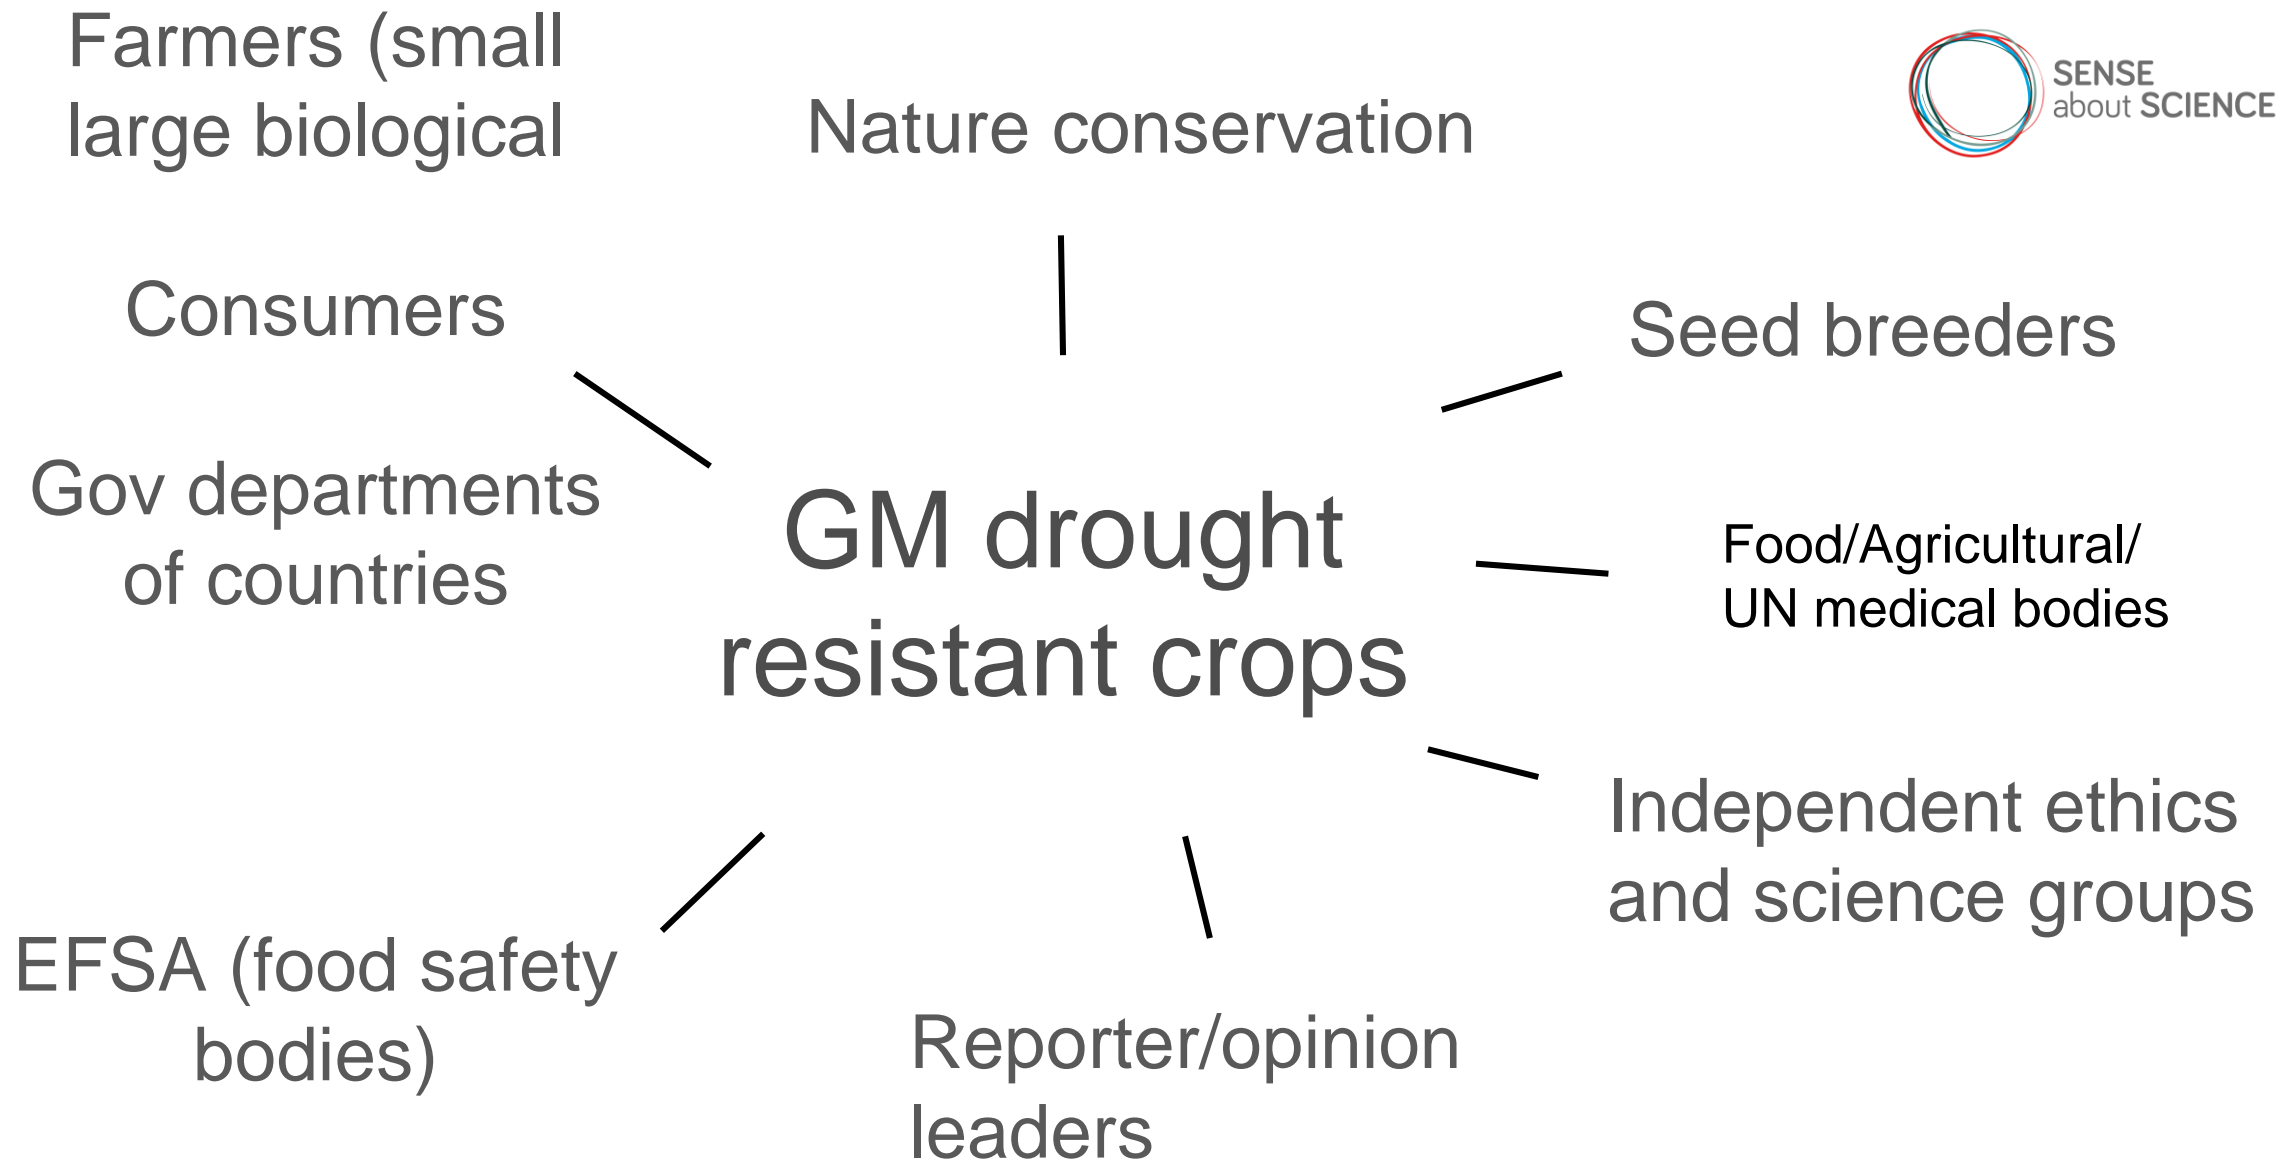 Farmers (small
large biological
Nature conservation
SENSE
about SCIENCE
Consumers
Seed breeders
Gov departments
of countries
GM drought
resistant crops
Food/Agricultural/
UN medical bodies
Independent ethics
and science groups
EFSA (food safety
bodies)
Reporter/opinion
leaders